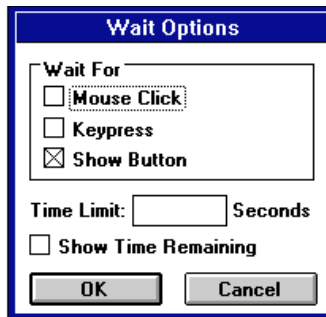 Wait Options
Wait For
Mouse Click
Keypress
Show Button
Time Limit: Seconds
Show Time Remaining
OK Cancel